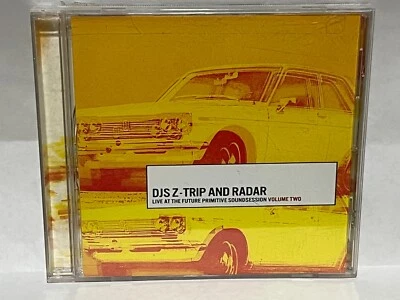 DJS Z-TRIP AND RADAR
LIVE AT THE FUTURE PRIMITIVE SOUNDSESSION VOLUME TWO